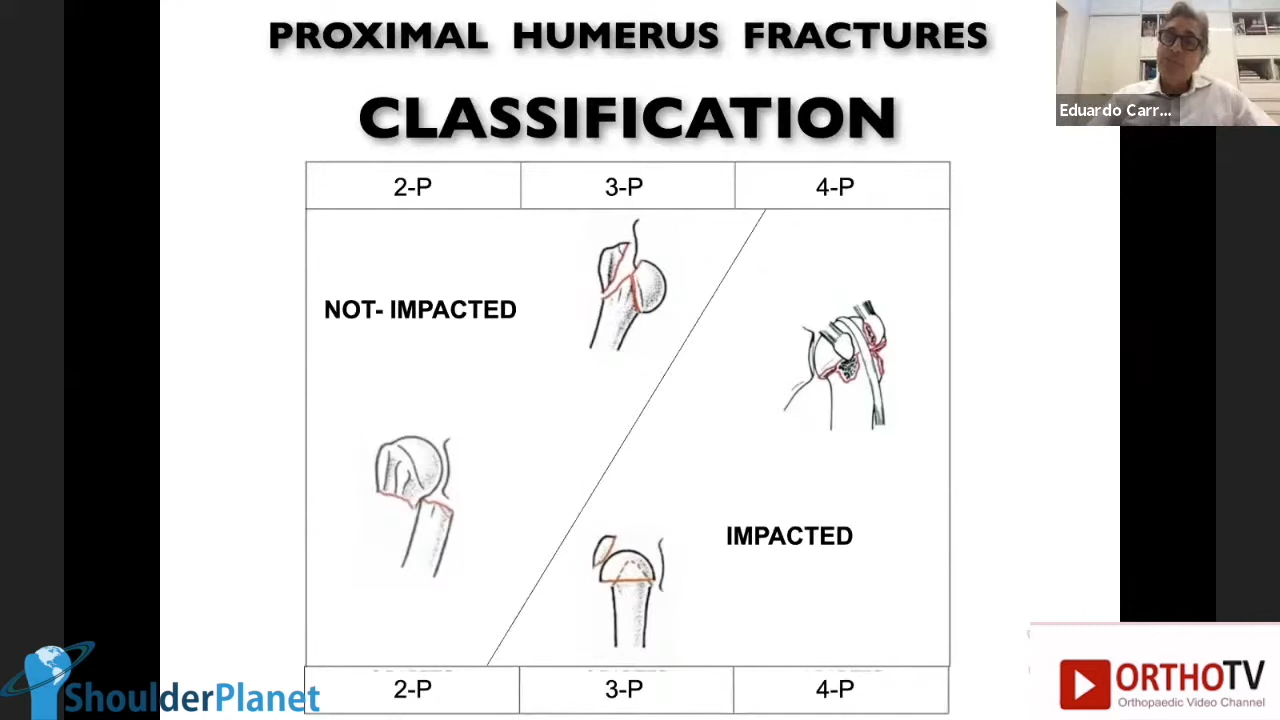 PROXIMAL HUMERUS FRACTURES
CLASSIFICATION
Eduardo Carr...
2-P 3-P 4-P
NOT- IMPACTED
IMPACTED
2-P 3-P 4-P
ShoulderPlanet
ORTHOTV
Orthopaedic Video Channel